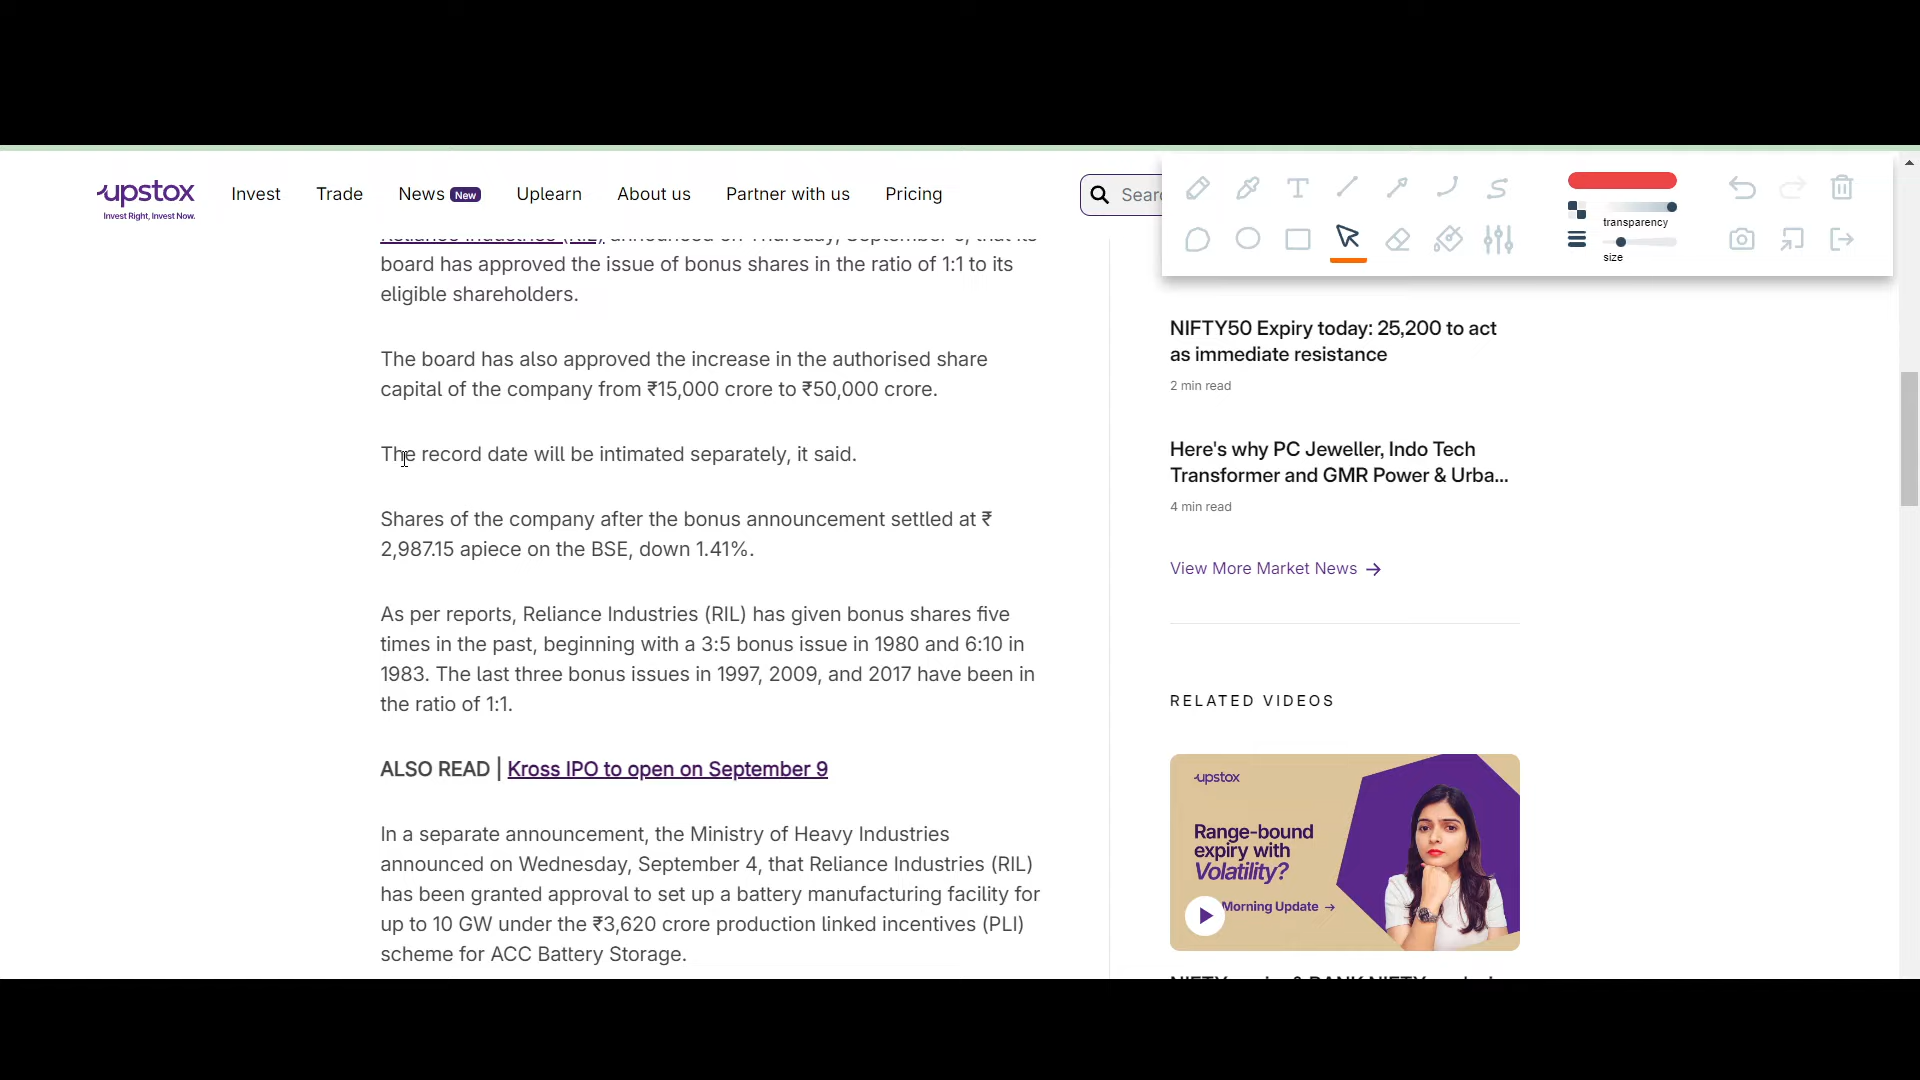 upstox
Invest Right, Invest Now.
Invest
Trade
News New
Uplearn
About us
Partner with us
Pricing
Sear
transparency
size
Reliance Industries (RIL) announced on Thursday, September 5, that its
board has approved the issue of bonus shares in the ratio of 1:1 to its
eligible shareholders.
The board has also approved the increase in the authorised share
capital of the company from ₹15,000 crore to ₹50,000 crore.
The record date will be intimated separately, it said.
Shares of the company after the bonus announcement settled at ₹
2,987.15 apiece on the BSE, down 1.41%.
As per reports, Reliance Industries (RIL) has given bonus shares five
times in the past, beginning with a 3:5 bonus issue in 1980 and 6:10 in
1983. The last three bonus issues in 1997, 2009, and 2017 have been in
the ratio of 1:1.
ALSO READ | Kross IPO to open on September 9
In a separate announcement, the Ministry of Heavy Industries
announced on Wednesday, September 4, that Reliance Industries (RIL)
has been granted approval to set up a battery manufacturing facility for
up to 10 GW under the ₹3,620 crore production linked incentives (PLI)
scheme for ACC Battery Storage.
NIFTY50 Expiry today: 25,200 to act
as immediate resistance
2 min read
Here's why PC Jeweller, Indo Tech
Transformer and GMR Power & Urba...
4 min read
View More Market News →
RELATED VIDEOS
upstox
Range-bound
expiry with
Volatility?
Morning Update →